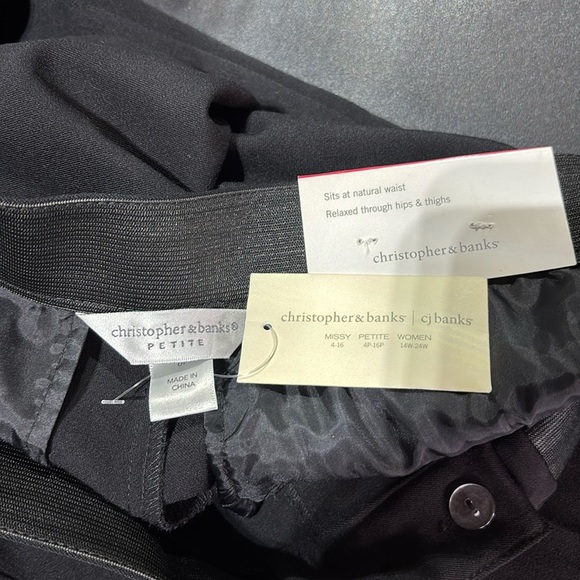 Sits at natural waist
Relaxed through hips & thighs
christopher&banks®
christopher&banks | cj banks®
MISSY PETITE WOMEN
4-16 4P-16P 14W-24W
christopher&banks®
PETITE
MADE IN
CHINA